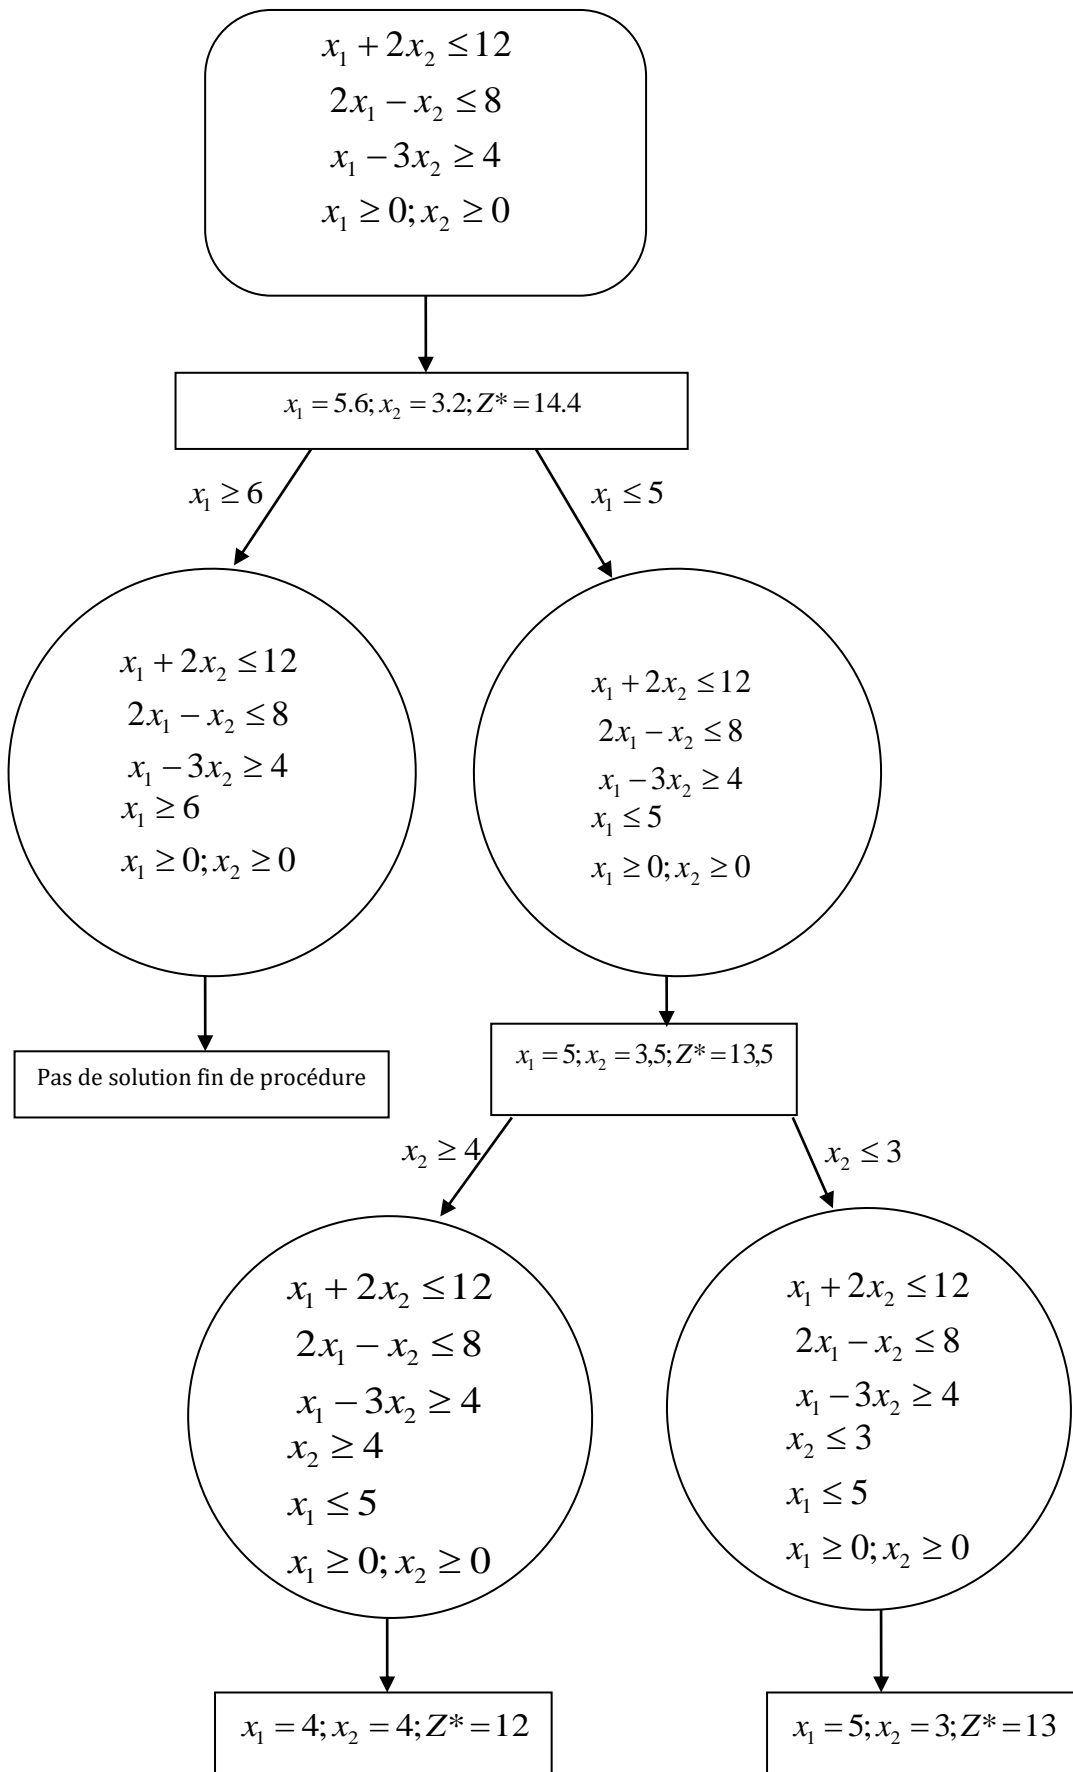 x₁ + 2x₂ ≤ 12
2x₁ − x₂ ≤ 8
x₁ − 3x₂ ≥ 4
x₁ ≥ 0; x₂ ≥ 0
x₁ = 5.6; x₂ = 3.2; Z* = 14.4
x₁ ≥ 6
x₁ ≤ 5
x₁ + 2x₂ ≤ 12
2x₁ − x₂ ≤ 8
x₁ − 3x₂ ≥ 4
x₁ ≥ 6
x₁ ≥ 0; x₂ ≥ 0
x₁ + 2x₂ ≤ 12
2x₁ − x₂ ≤ 8
x₁ − 3x₂ ≥ 4
x₁ ≤ 5
x₁ ≥ 0; x₂ ≥ 0
Pas de solution fin de procédure
x₁ = 5; x₂ = 3,5; Z* = 13,5
x₂ ≥ 4
x₂ ≤ 3
x₁ + 2x₂ ≤ 12
2x₁ − x₂ ≤ 8
x₁ − 3x₂ ≥ 4
x₂ ≥ 4
x₁ ≤ 5
x₁ ≥ 0; x₂ ≥ 0
x₁ + 2x₂ ≤ 12
2x₁ − x₂ ≤ 8
x₁ − 3x₂ ≥ 4
x₂ ≤ 3
x₁ ≤ 5
x₁ ≥ 0; x₂ ≥ 0
x₁ = 4; x₂ = 4; Z* = 12
x₁ = 5; x₂ = 3; Z* = 13